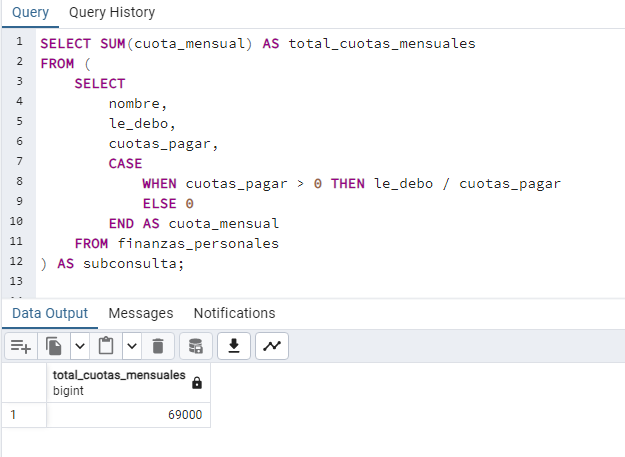 Query Query History
1 SELECT SUM(cuota_mensual) AS total_cuotas_mensuales
2 FROM (
3 SELECT
4 nombre,
5 le_debo,
6 cuotas_pagar,
7 CASE
8 WHEN cuotas_pagar > 0 THEN le_debo / cuotas_pagar
9 ELSE 0
10 END AS cuota_mensual
11 FROM finanzas_personales
12 ) AS subconsulta;
13
Data Output Messages Notifications
total_cuotas_mensuales
bigint
1 69000